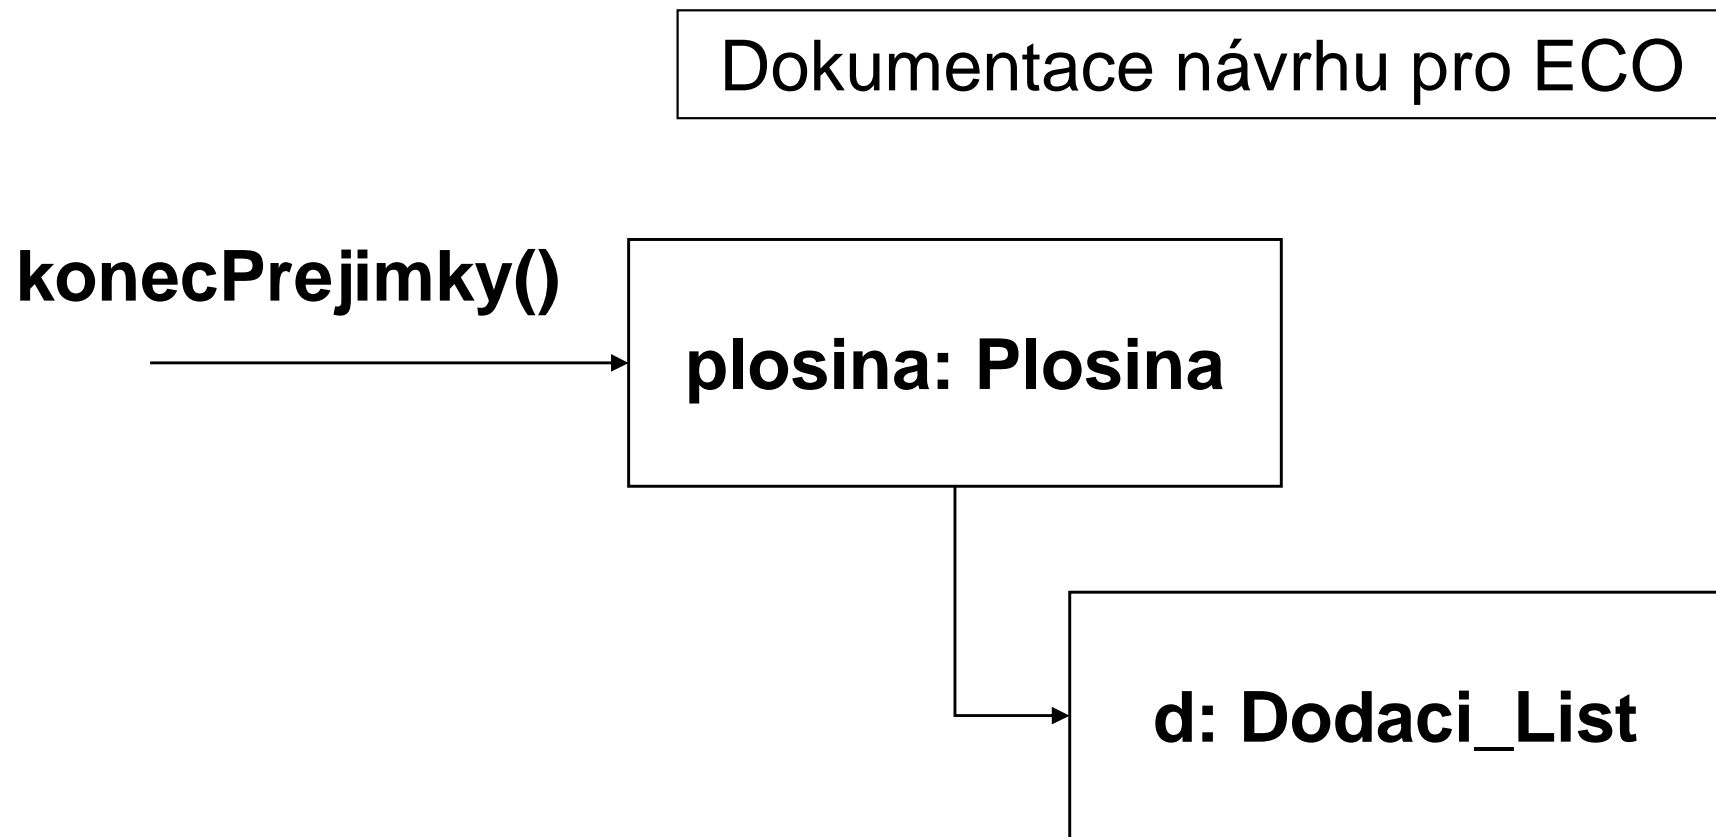 Dokumentace návrhu pro ECO
konecPrejimky()
plosina: Plosina
d: Dodaci_List